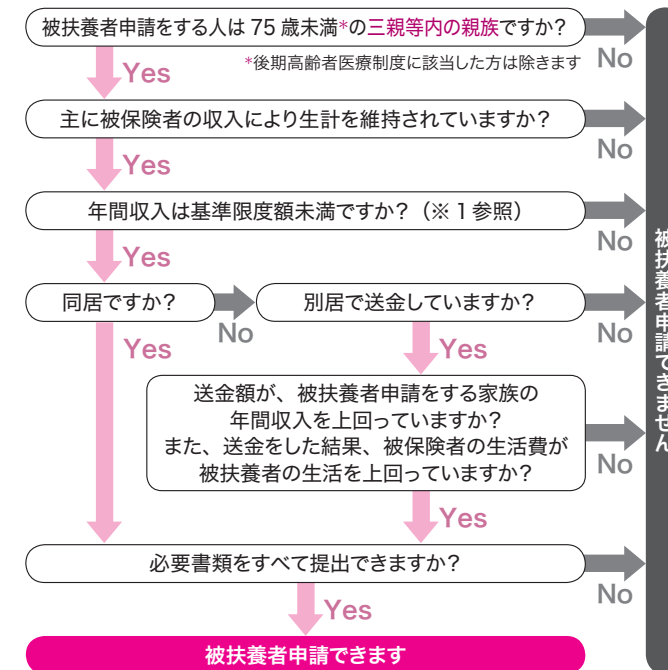 被扶養者申請をする人は 75 歳未満*の三親等内の親族ですか？
No
Yes
*後期高齢者医療制度に該当した方は除きます
主に被保険者の収入により生計を維持されていますか？
No
Yes
年間収入は基準限度額未満ですか？（※１参照）
No
Yes
同居ですか？
No
別居で送金していますか？
No
Yes
Yes
送金額が、被扶養者申請をする家族の
年間収入を上回っていますか？
また、送金をした結果、被保険者の生活費が
被扶養者の生活を上回っていますか？
No
Yes
必要書類をすべて提出できますか？
No
Yes
被扶養者申請できます
被扶養者申請できません